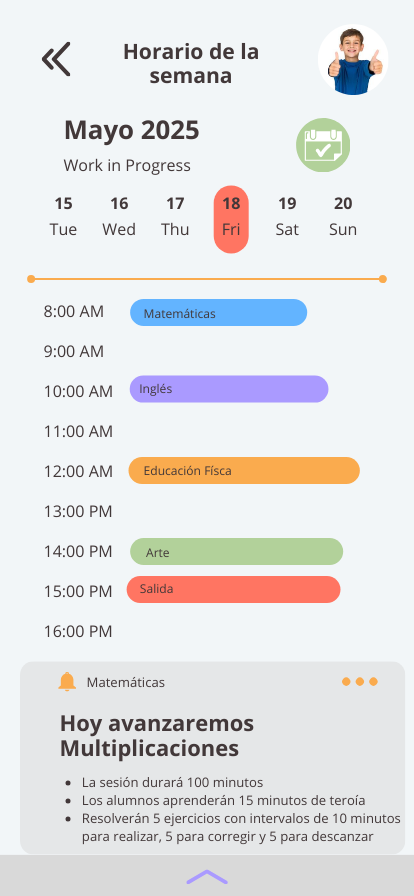 Horario de la
semana
Mayo 2025
Work in Progress
15 16 17 18 19 20
Tue Wed Thu Fri Sat Sun
8:00 AM Matemáticas
9:00 AM
10:00 AM Inglés
11:00 AM
12:00 AM Educación Físca
13:00 PM
14:00 PM Arte
15:00 PM Salida
16:00 PM
Matemáticas
Hoy avanzaremos
Multiplicaciones
• La sesión durará 100 minutos
• Los alumnos aprenderán 15 minutos de teroía
• Resolverán 5 ejercicios con intervalos de 10 minutos
para realizar, 5 para corregir y 5 para descanzar